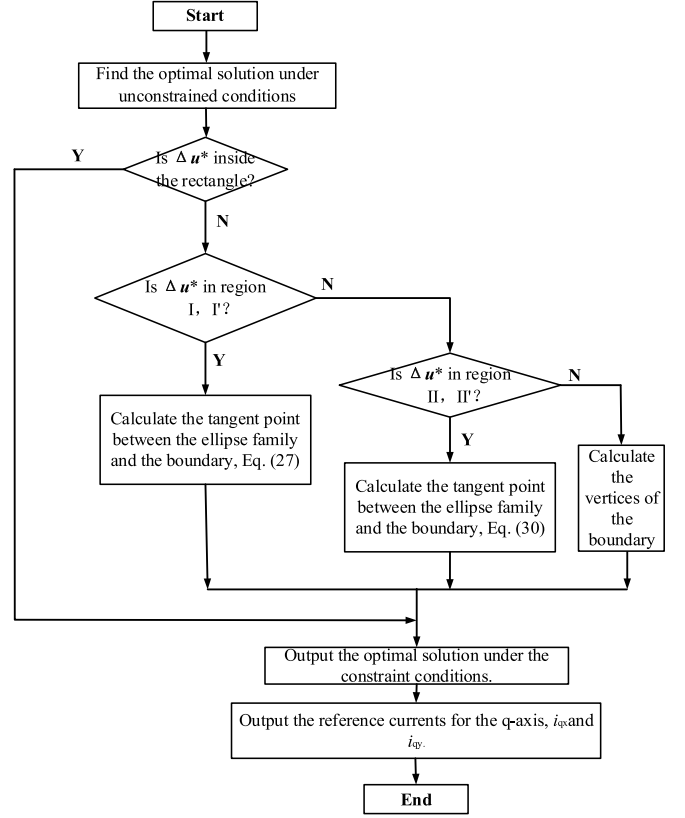 Start
Find the optimal solution under
unconstrained conditions
Y
Is Δu* inside
the rectangle?
N
Is Δu* in region
I, I'?
N
Y
Is Δu* in region
II, II'?
N
Y
Calculate the tangent point
between the ellipse family
and the boundary, Eq. (27)
Calculate the tangent point
between the ellipse family
and the boundary, Eq. (30)
Calculate
the
vertices of
the
boundary
Output the optimal solution under the
constraint conditions.
Output the reference currents for the q-axis, iqxand
iqy.
End